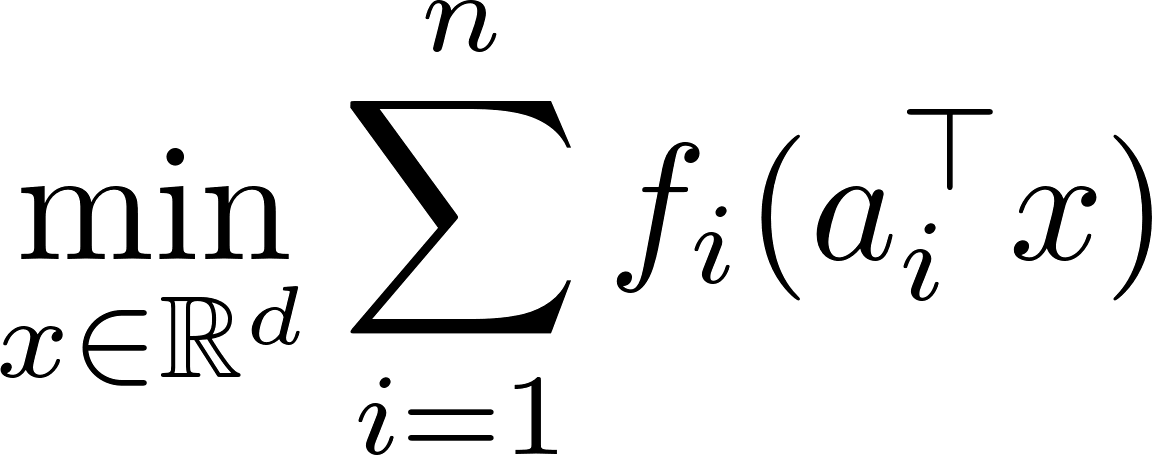 \min_{x \in \mathbb{R}^d} \sum_{i=1}^{n} f_i(a_i^\top x)